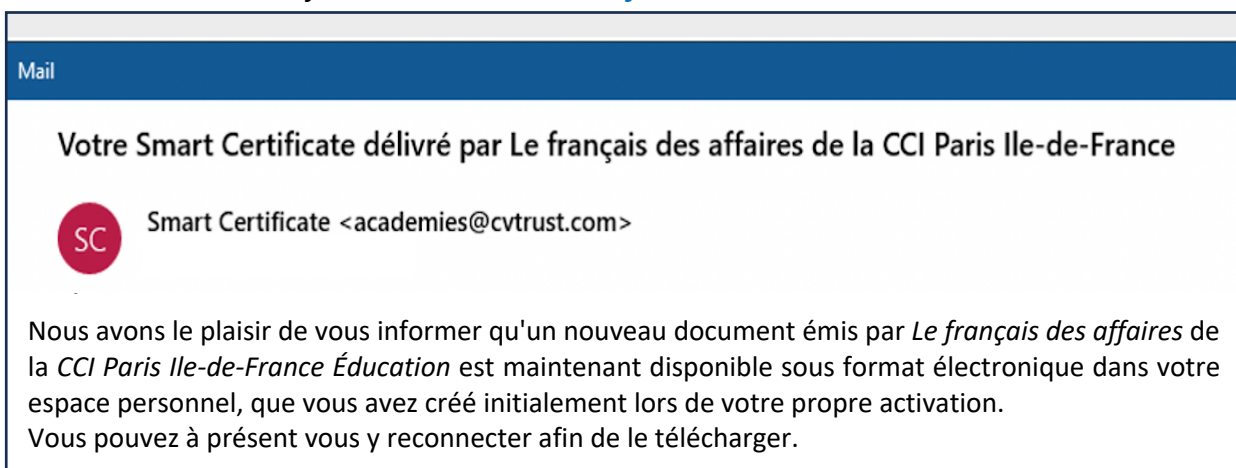 Mail
Votre Smart Certificate délivré par Le français des affaires de la CCI Paris Ile-de-France
SC
Smart Certificate <academies@cvtrust.com>
Nous avons le plaisir de vous informer qu'un nouveau document émis par Le français des affaires de
la CCI Paris Ile-de-France Éducation est maintenant disponible sous format électronique dans votre
espace personnel, que vous avez créé initialement lors de votre propre activation.
Vous pouvez à présent vous y reconnecter afin de le télécharger.